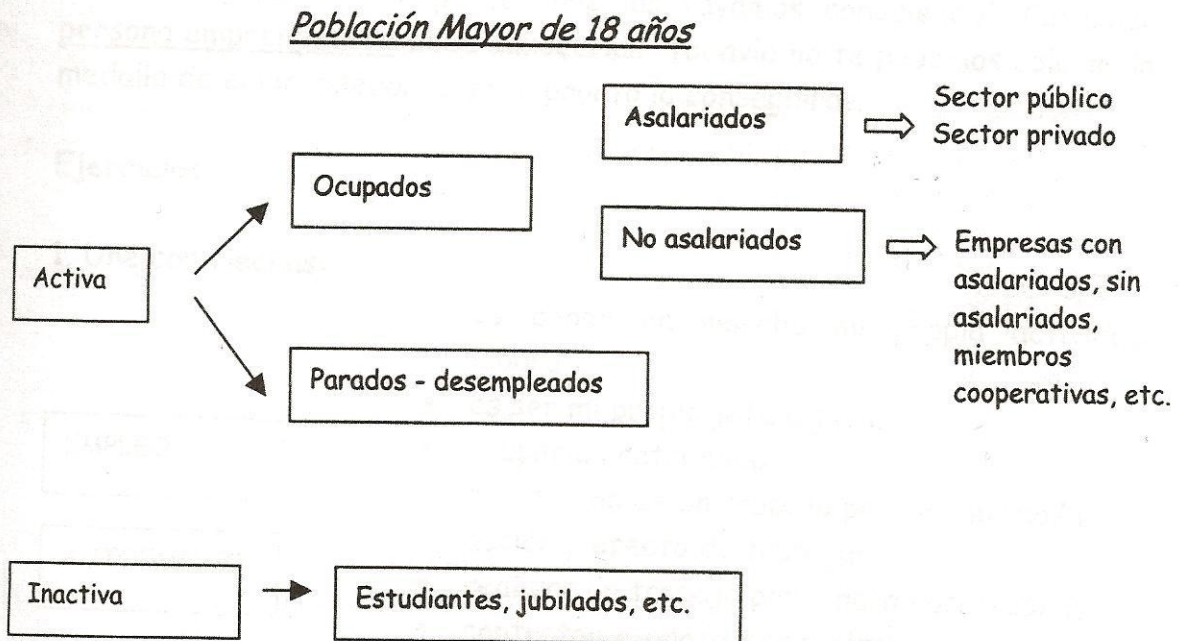 Población Mayor de 18 años
Asalariados
Sector público
Sector privado
Ocupados
No asalariados
Empresas con
asalariados, sin
asalariados,
miembros
cooperativas, etc.
Activa
Parados - desempleados
Inactiva
Estudiantes, jubilados, etc.